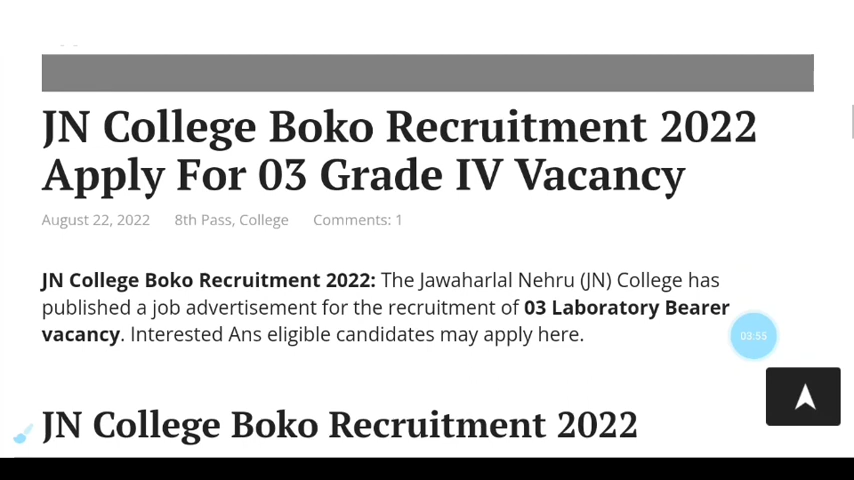 JN College Boko Recruitment 2022
Apply For 03 Grade IV Vacancy
August 22, 2022 8th Pass, College Comments: 1
JN College Boko Recruitment 2022: The Jawaharlal Nehru (JN) College has
published a job advertisement for the recruitment of 03 Laboratory Bearer
vacancy. Interested Ans eligible candidates may apply here.
03:55
JN College Boko Recruitment 2022